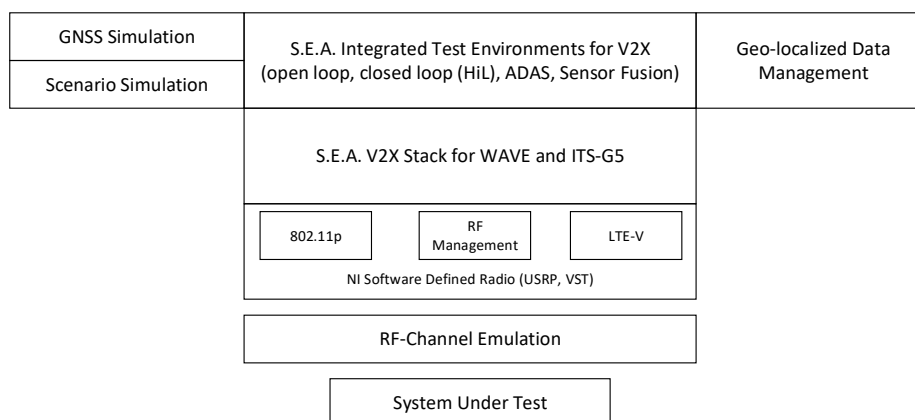 GNSS Simulation
Scenario Simulation
S.E.A. Integrated Test Environments for V2X
(open loop, closed loop (HiL), ADAS, Sensor Fusion)
Geo-localized Data
Management
S.E.A. V2X Stack for WAVE and ITS-G5
802.11p
RF
Management
LTE-V
NI Software Defined Radio (USRP, VST)
RF-Channel Emulation
System Under Test